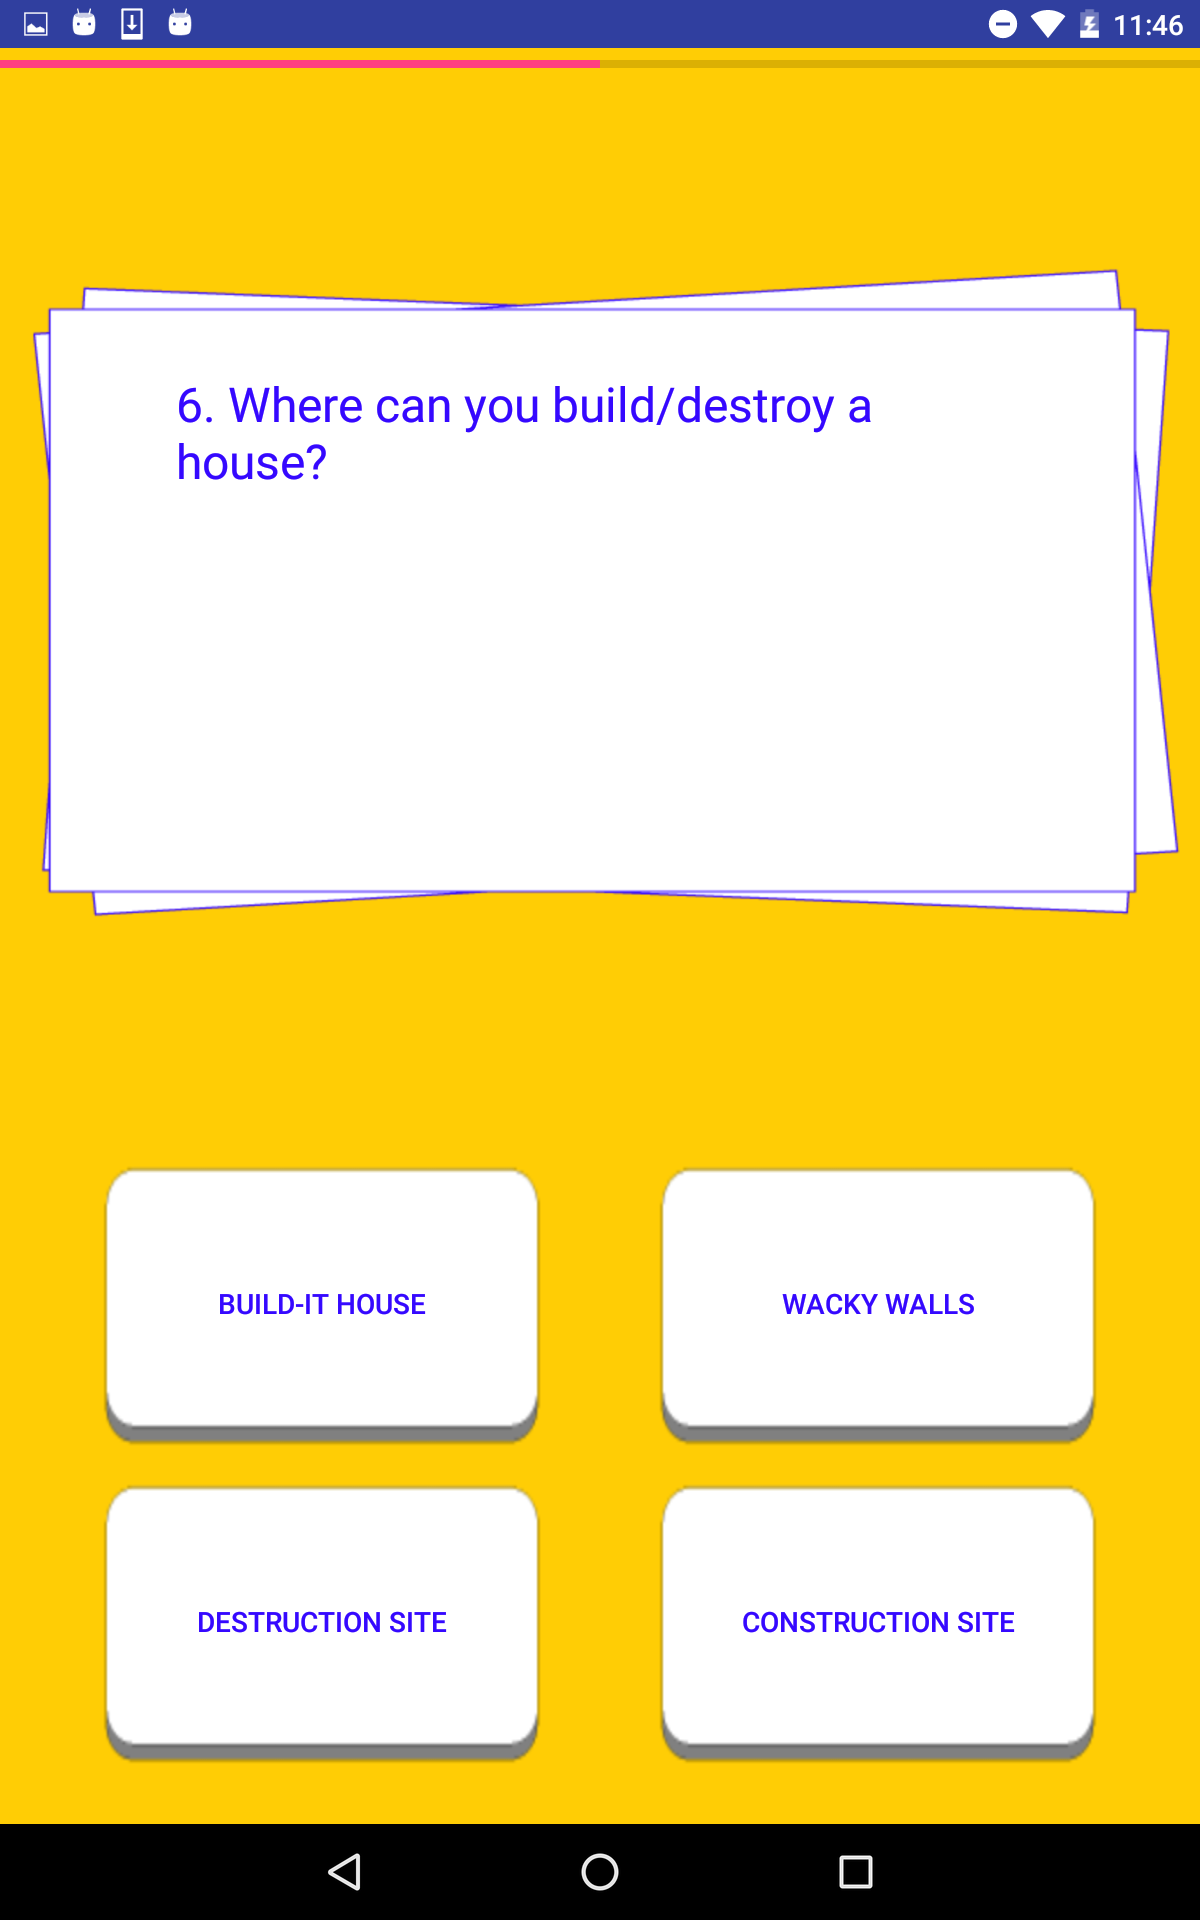 11:46
6. Where can you build/destroy a
house?
BUILD-IT HOUSE
WACKY WALLS
DESTRUCTION SITE
CONSTRUCTION SITE